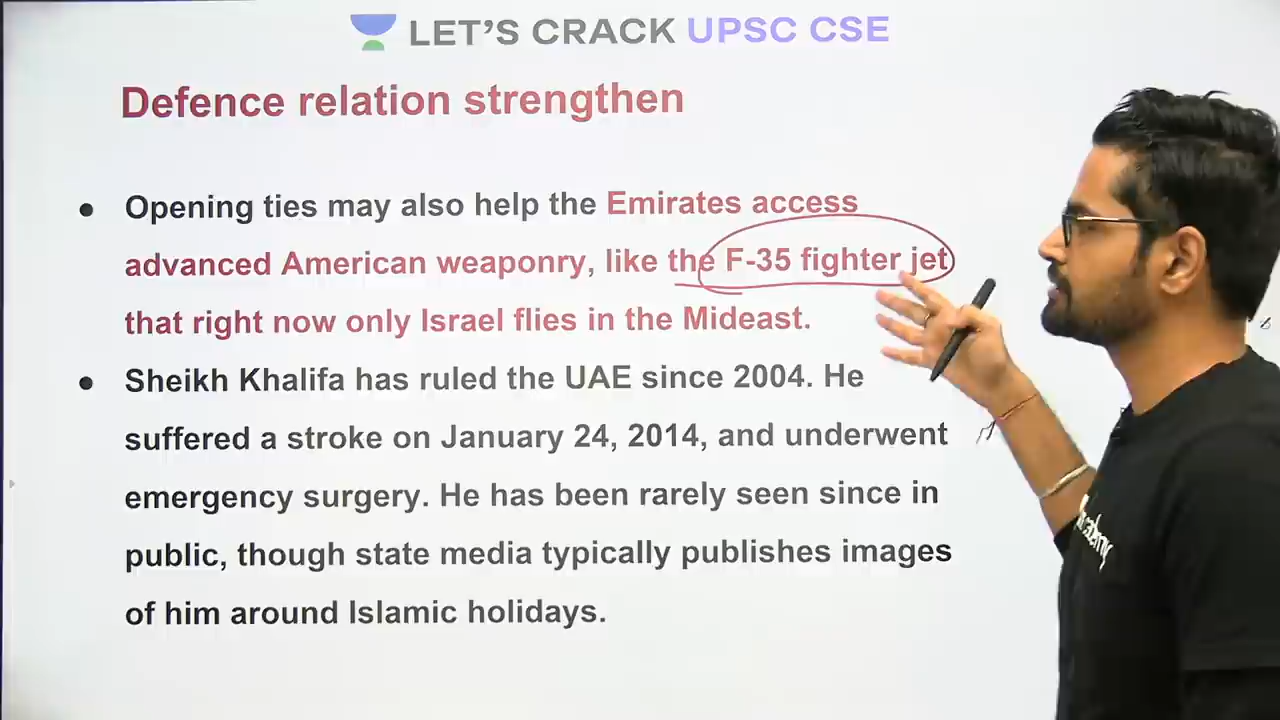 LET'S CRACK UPSC CSE
Defence relation strengthen
● Opening ties may also help the Emirates access
advanced American weaponry, like the F-35 fighter jet
that right now only Israel flies in the Mideast.
● Sheikh Khalifa has ruled the UAE since 2004. He
suffered a stroke on January 24, 2014, and underwent
emergency surgery. He has been rarely seen since in
public, though state media typically publishes images
of him around Islamic holidays.